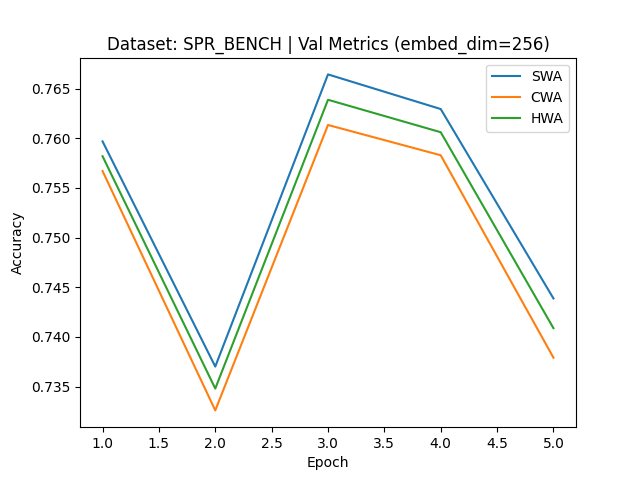 Dataset: SPR_BENCH | Val Metrics (embed_dim=256)
SWA
CWA
HWA
Accuracy
0.765
0.760
0.755
0.750
0.745
0.740
0.735
1.0 1.5 2.0 2.5 3.0 3.5 4.0 4.5 5.0
Epoch